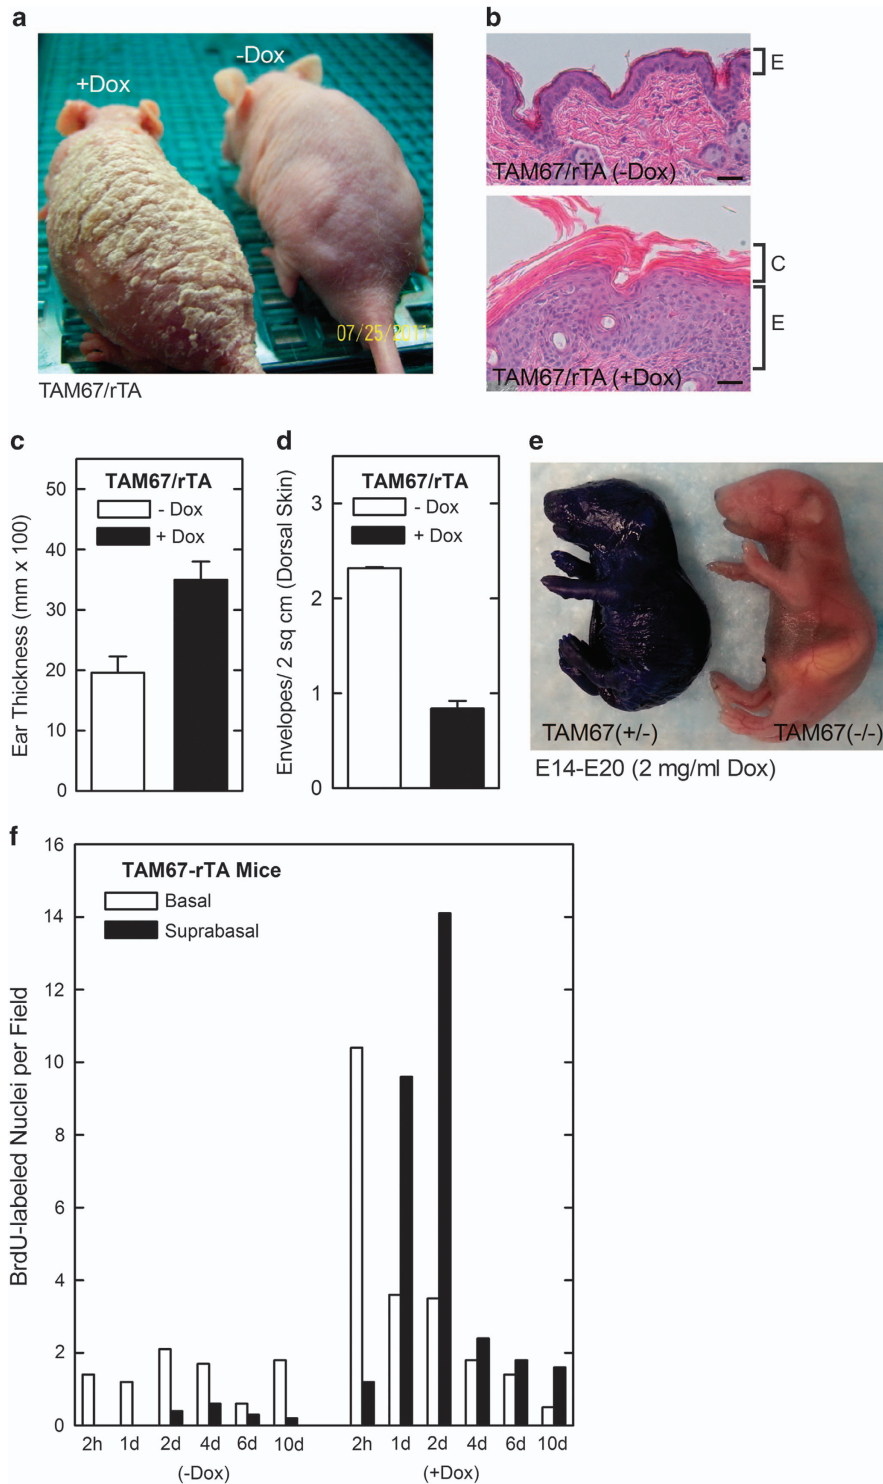 a
-Dox
+Dox
07/25/2011
TAM67/rTA
b
E
TAM67/rTA (-Dox)
C
E
TAM67/rTA (+Dox)
c
Ear Thickness (mm x 100)
TAM67/rTA
- Dox
+ Dox
50
40
30
20
10
0
d
Envelopes/ 2 sq cm (Dorsal Skin)
TAM67/rTA
- Dox
+ Dox
3
2
1
0
e
TAM67(+/-)
TAM67(-/-)
E14-E20 (2 mg/ml Dox)
f
BrdU-labeled Nuclei per Field
TAM67-rTA Mice
Basal
Suprabasal
16
14
12
10
8
6
4
2
0
2h 1d 2d 4d 6d 10d 2h 1d 2d 4d 6d 10d
(-Dox) (+Dox)